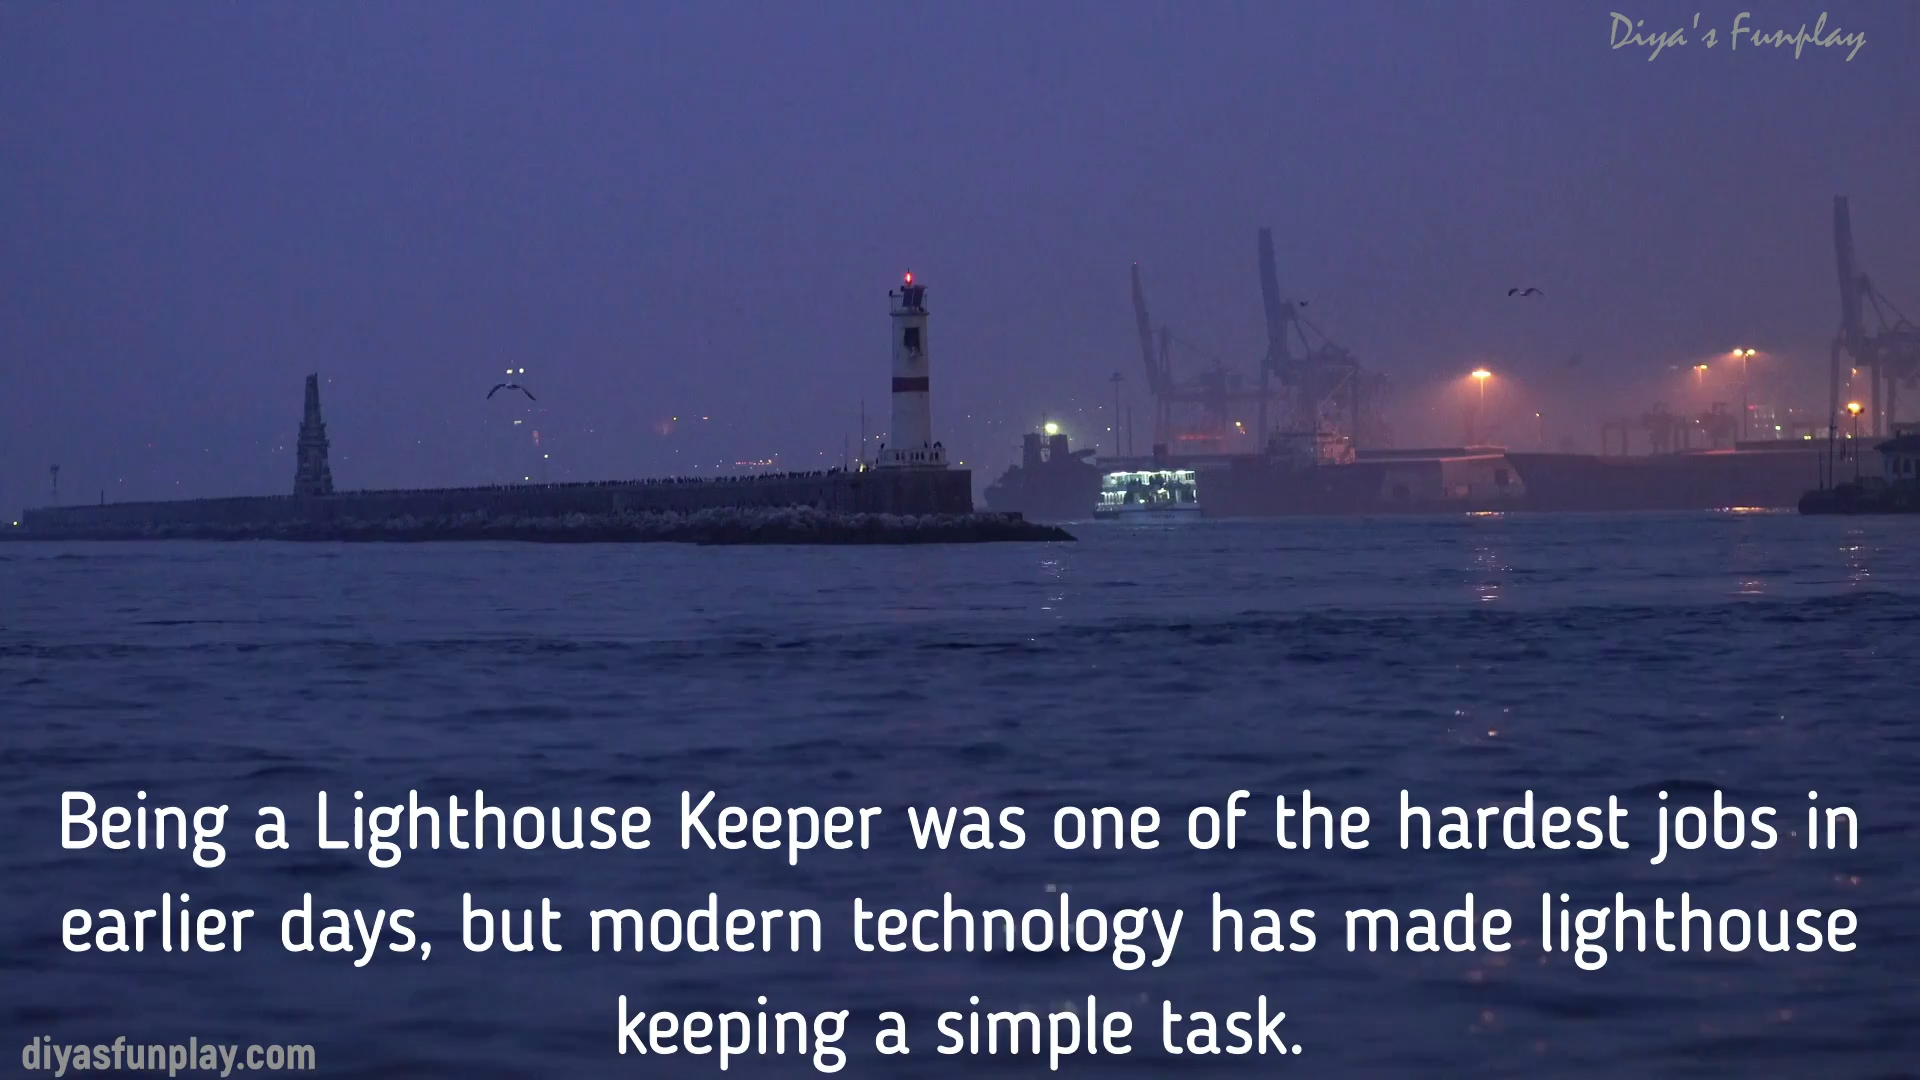 Diya's Funplay
Being a Lighthouse Keeper was one of the hardest jobs in
earlier days, but modern technology has made lighthouse
keeping a simple task.
diyasfunplay.com